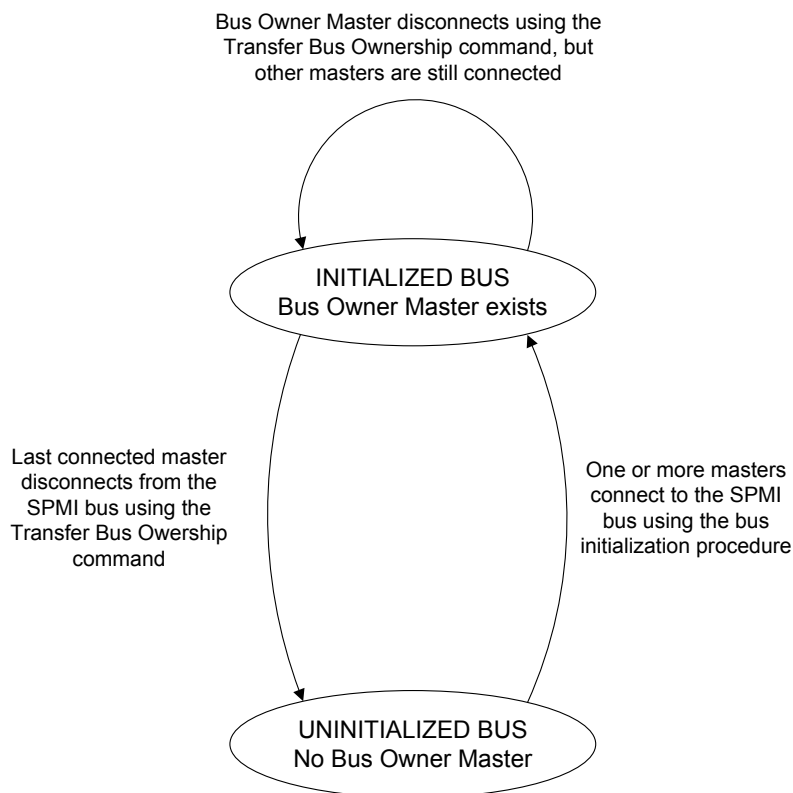 Bus Owner Master disconnects using the
Transfer Bus Ownership command, but
other masters are still connected
INITIALIZED BUS
Bus Owner Master exists
Last connected master
disconnects from the
SPMI bus using the
Transfer Bus Owership
command
One or more masters
connect to the SPMI
bus using the bus
initialization procedure
UNINITIALIZED BUS
No Bus Owner Master